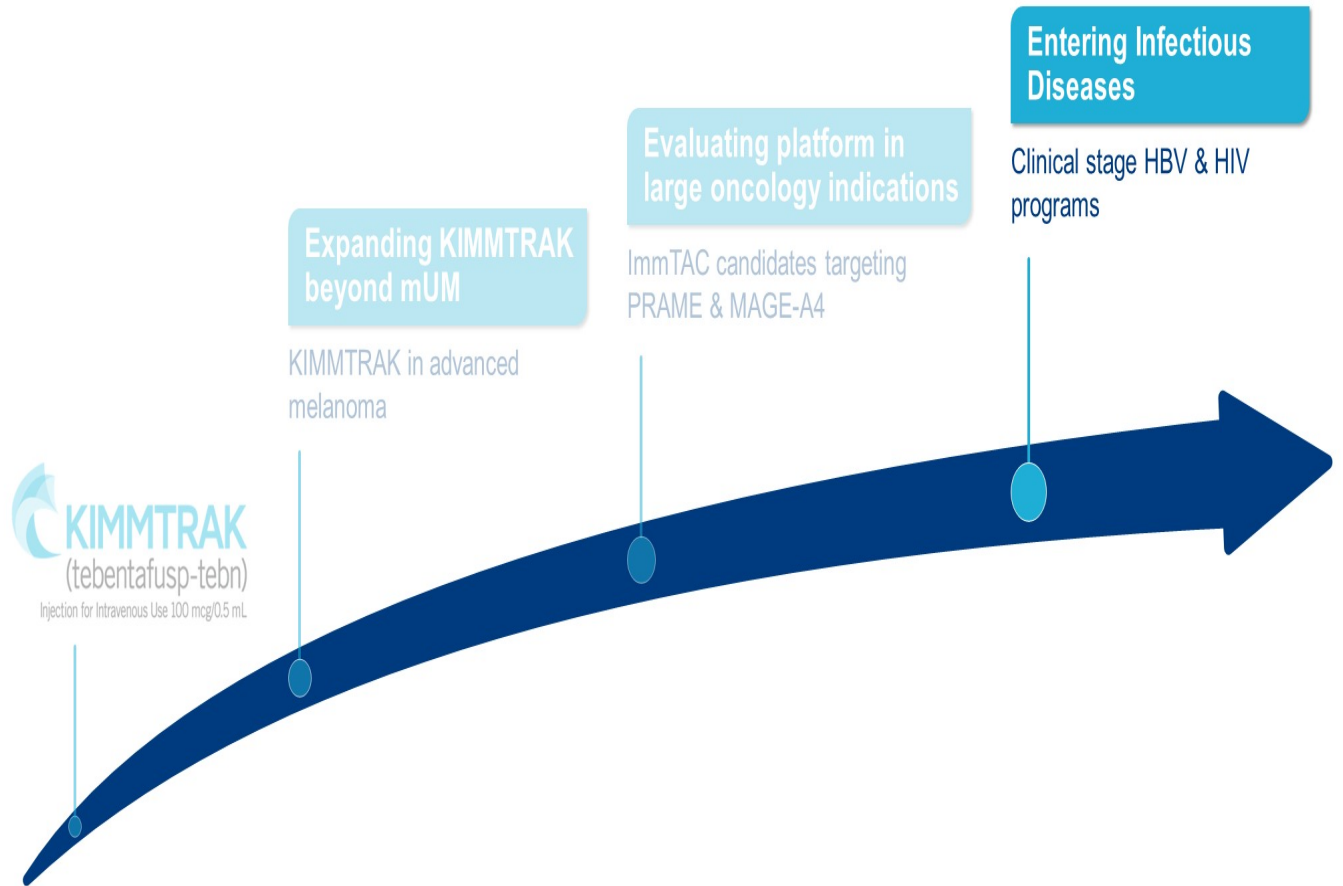 KIMMTRAK
(tebentafusp-tebn)
Injection for Intravenous Use 100 mcg/0.5 mL
Expanding KIMMTRAK
beyond mUM
KIMMTRAK in advanced
melanoma
Evaluating platform in
large oncology indications
ImmTAC candidates targeting
PRAME & MAGE-A4
Entering Infectious
Diseases
Clinical stage HBV & HIV
programs